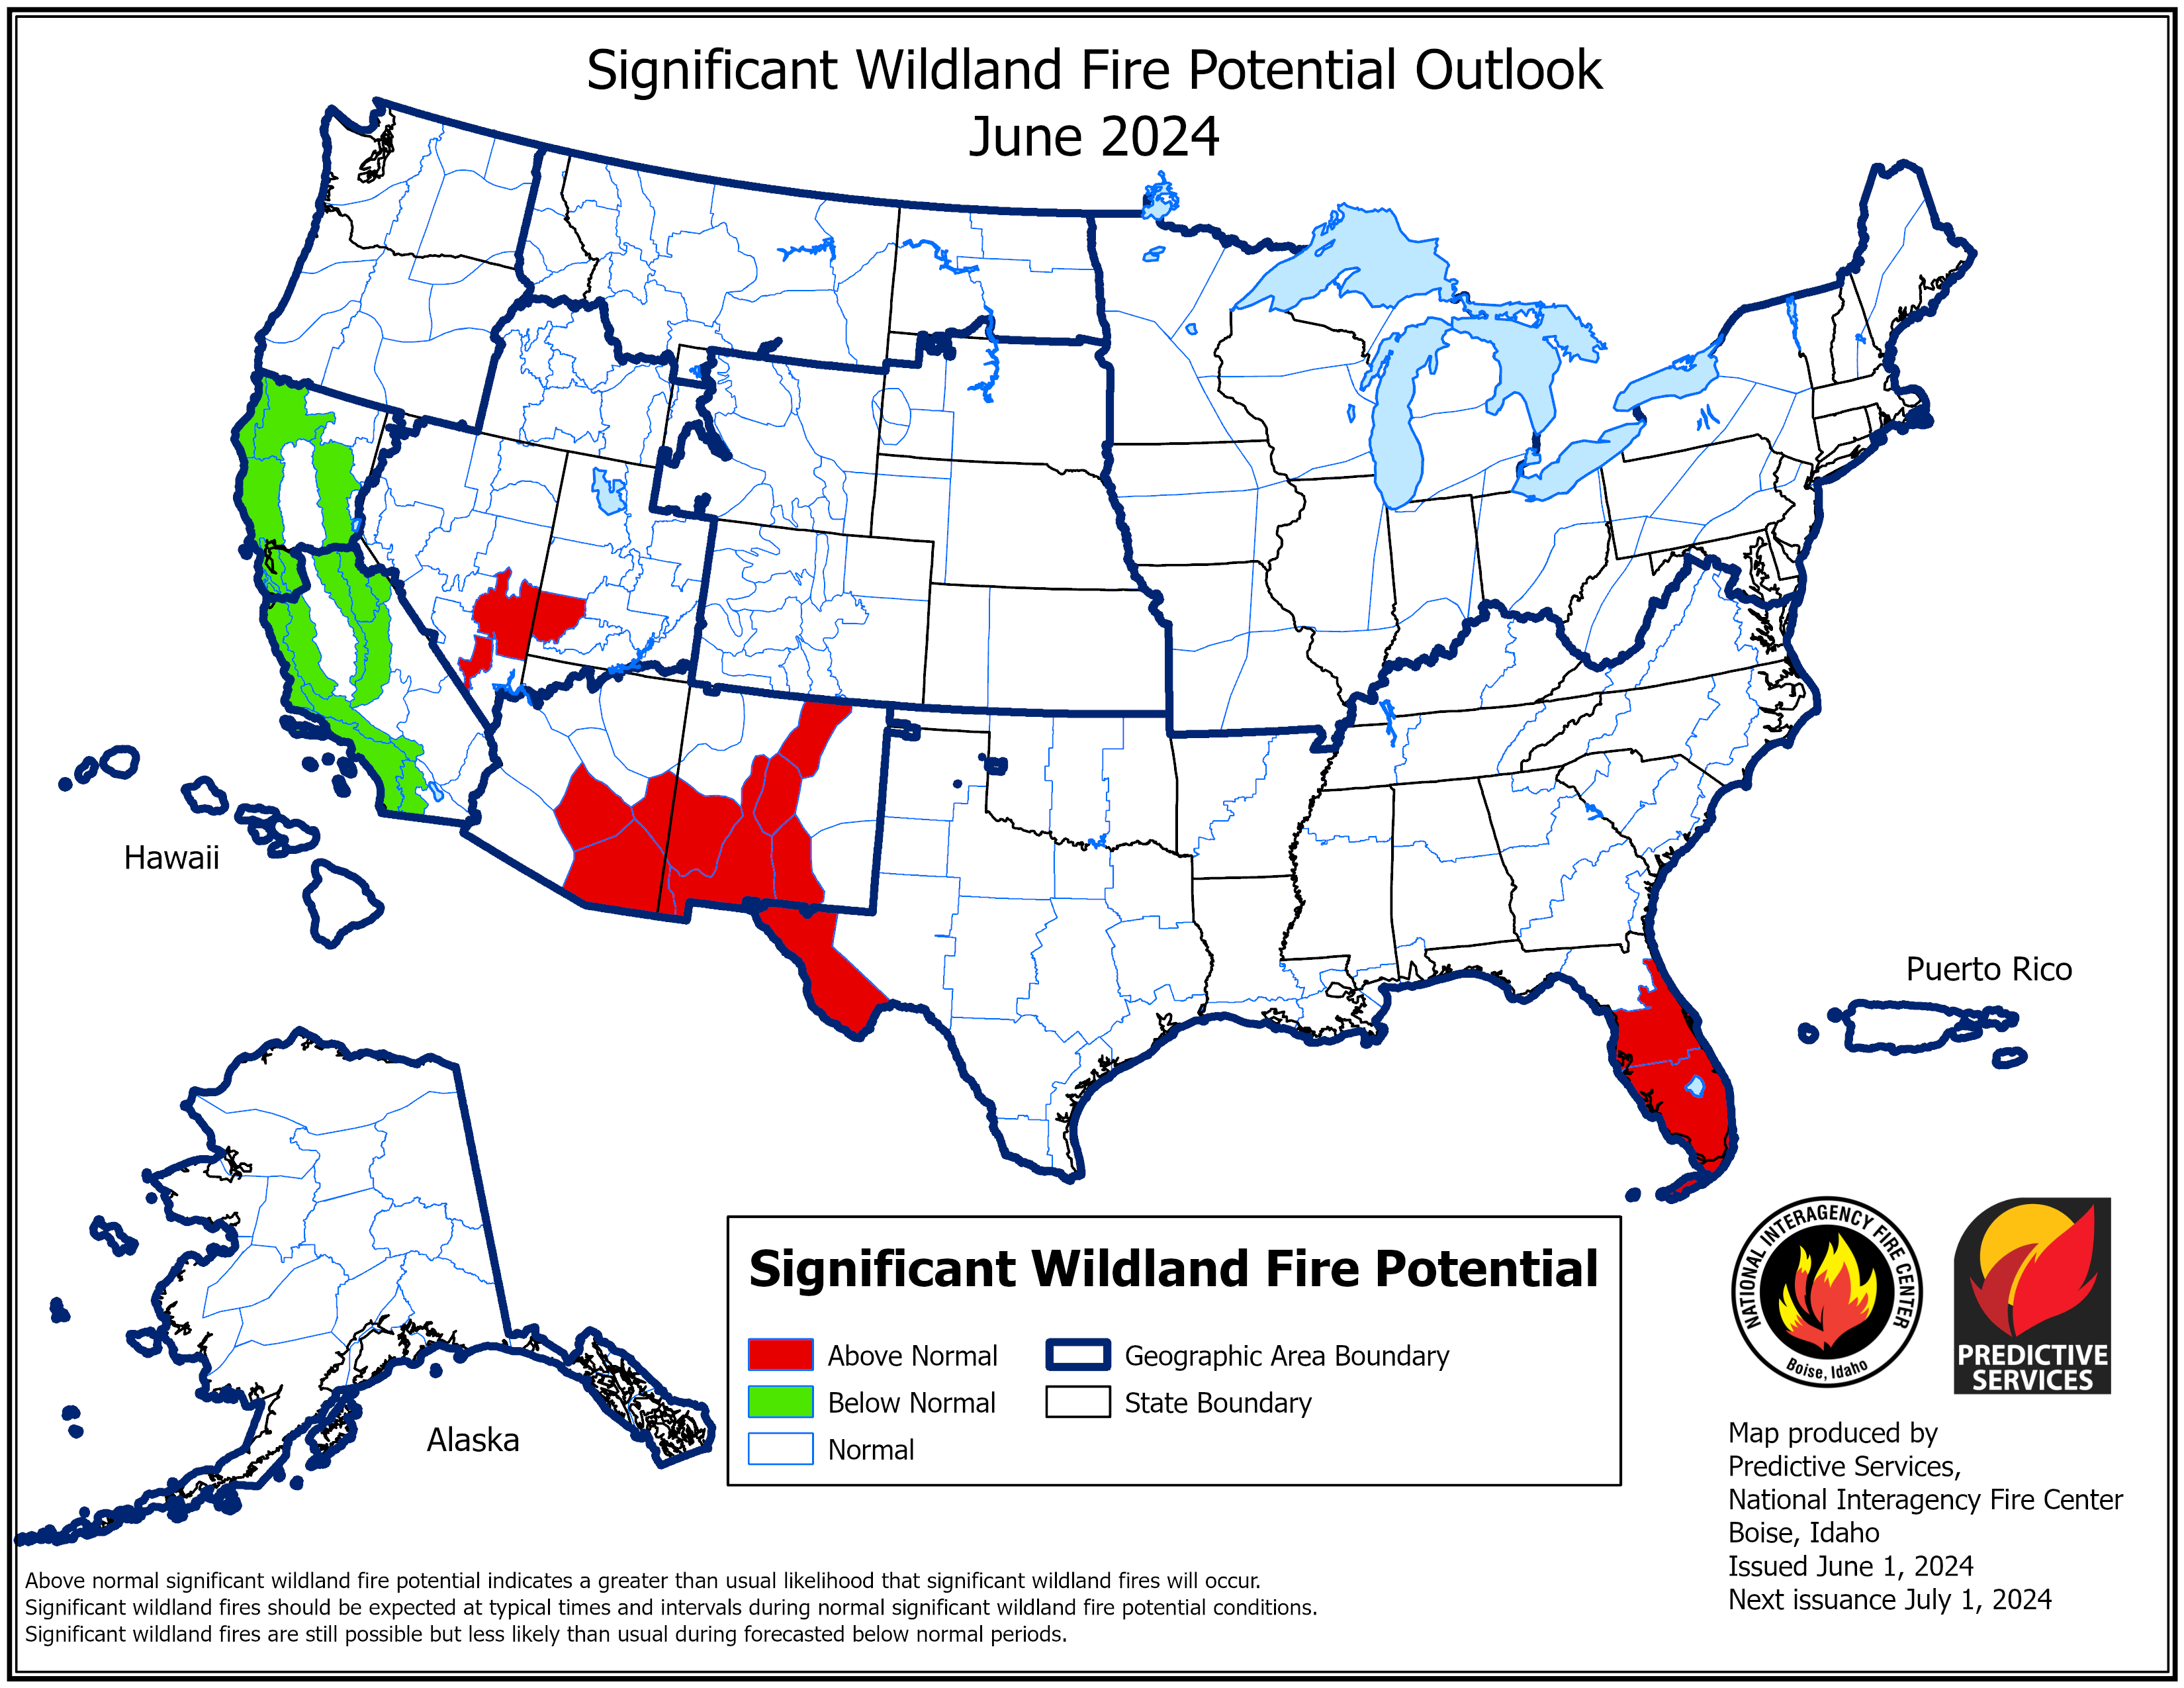 Significant Wildland Fire Potential Outlook
June 2024
Hawaii
Puerto Rico
Alaska
Significant Wildland Fire Potential
Above Normal
Below Normal
Normal
Geographic Area Boundary
State Boundary
NATIONAL INTERAGENCY FIRE CENTER
Boise, Idaho
PREDICTIVE
SERVICES
Map produced by
Predictive Services,
National Interagency Fire Center
Boise, Idaho
Issued June 1, 2024
Next issuance July 1, 2024
Above normal significant wildland fire potential indicates a greater than usual likelihood that significant wildland fires will occur.
Significant wildland fires should be expected at typical times and intervals during normal significant wildland fire potential conditions.
Significant wildland fires are still possible but less likely than usual during forecasted below normal periods.